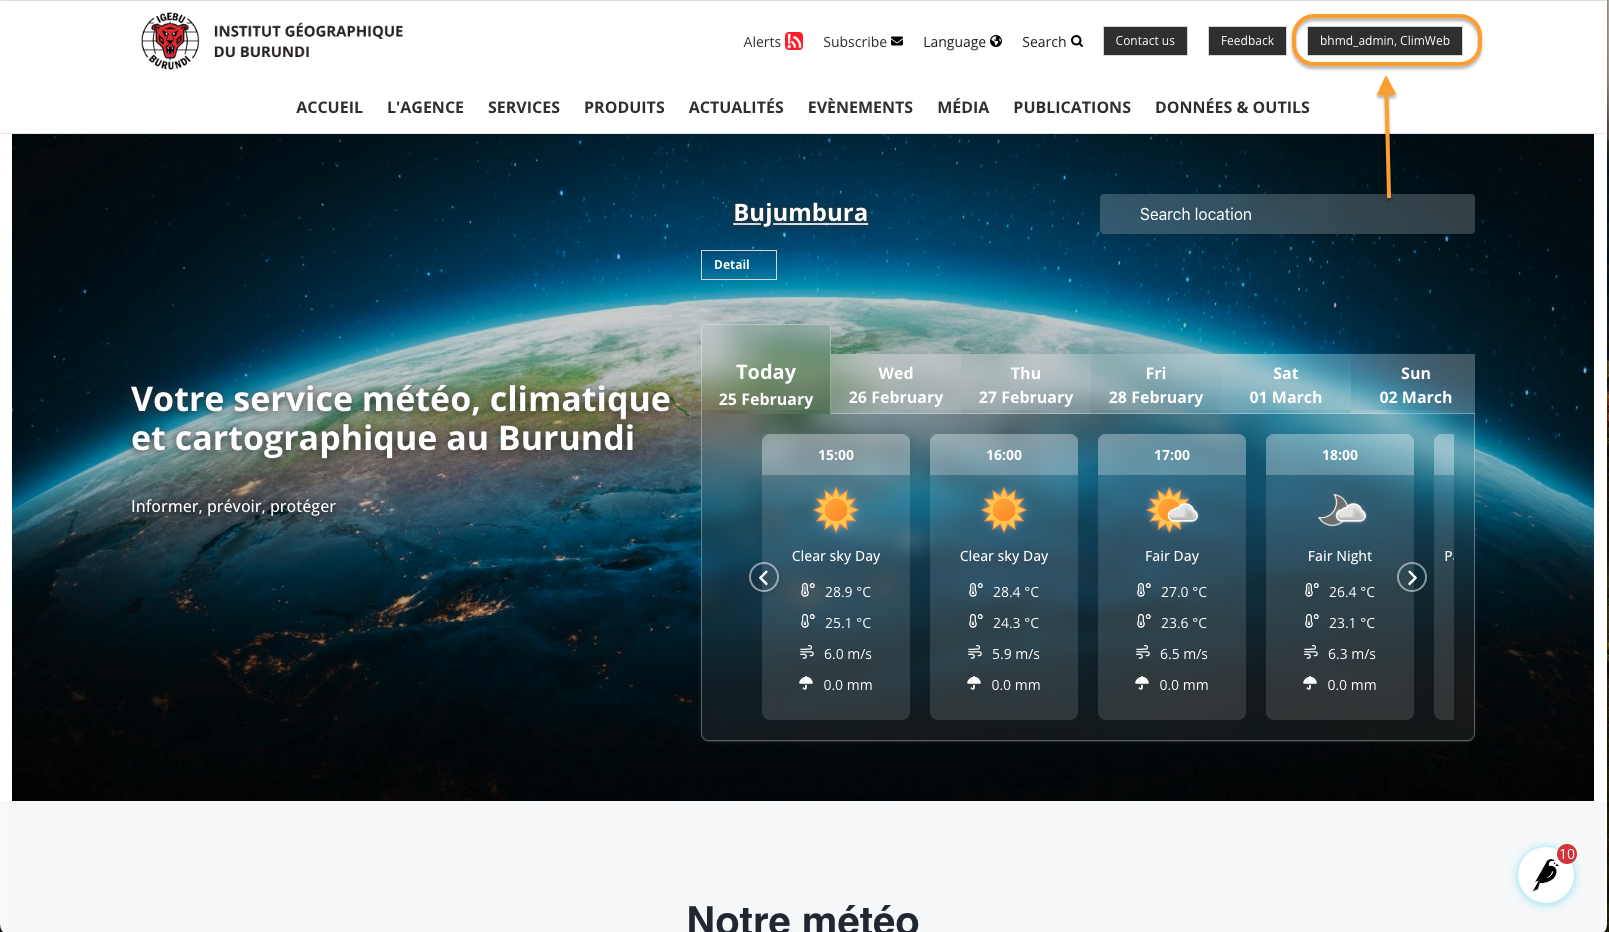 IGEBU
BURUNDI
INSTITUT GÉOGRAPHIQUE
DU BURUNDI
Alerts
Subscribe
Language
Search
Contact us
Feedback
bhmd_admin, ClimWeb
ACCUEIL L'AGENCE SERVICES PRODUITS ACTUALITÉS EVÈNEMENTS MÉDIA PUBLICATIONS DONNÉES & OUTILS
Bujumbura
Search location
Detail
Votre service météo, climatique
et cartographique au Burundi
Informer, prévoir, protéger
Today
25 February
Wed
26 February
Thu
27 February
Fri
28 February
Sat
01 March
Sun
02 March
15:00
Clear sky Day
28.9 °C
25.1 °C
6.0 m/s
0.0 mm
16:00
Clear sky Day
28.4 °C
24.3 °C
5.9 m/s
0.0 mm
17:00
Fair Day
27.0 °C
23.6 °C
6.5 m/s
0.0 mm
18:00
Fair Night
26.4 °C
23.1 °C
6.3 m/s
0.0 mm
10
Notre météo